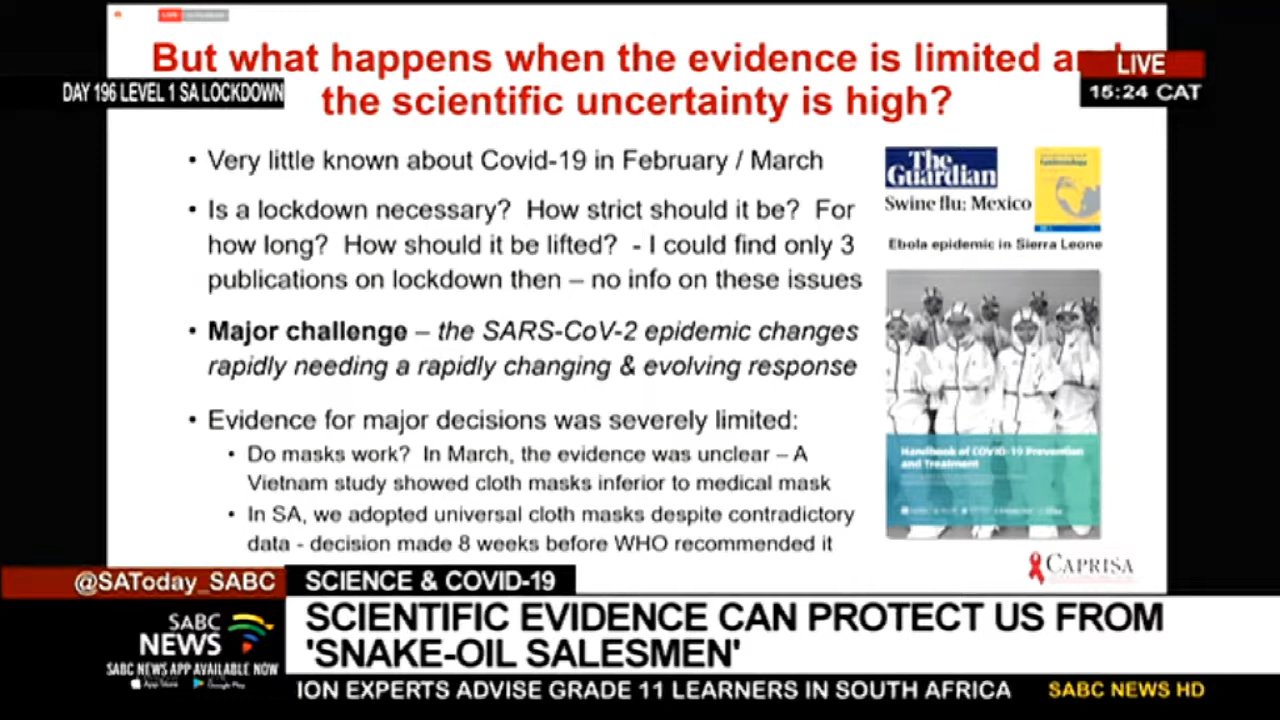 LIVE
But what happens when the evidence is limited
the scientific uncertainty is high?
DAY 196 LEVEL 1 SA LOCKDOWN
LIVE
15:24 CAT
• Very little known about Covid-19 in February / March
• Is a lockdown necessary? How strict should it be? For
how long? How should it be lifted? - I could find only 3
publications on lockdown then – no info on these issues
• Major challenge – the SARS-CoV-2 epidemic changes
rapidly needing a rapidly changing & evolving response
• Evidence for major decisions was severely limited:
• Do masks work? In March, the evidence was unclear – A
Vietnam study showed cloth masks inferior to medical mask
• In SA, we adopted universal cloth masks despite contradictory
data - decision made 8 weeks before WHO recommended it
The
Guardian
Swine flu: Mexico
Epidemiology
Ebola epidemic in Sierra Leone
Handbook of COVID-19 Prevention
and Treatment
CAPRISA
@SAToday_SABC
SCIENCE & COVID-19
SABC
NEWS
SABC NEWS APP AVAILABLE NOW
App Store
Google Play
SCIENTIFIC EVIDENCE CAN PROTECT US FROM
'SNAKE-OIL SALESMEN'
ION EXPERTS ADVISE GRADE 11 LEARNERS IN SOUTH AFRICA
SABC NEWS HD